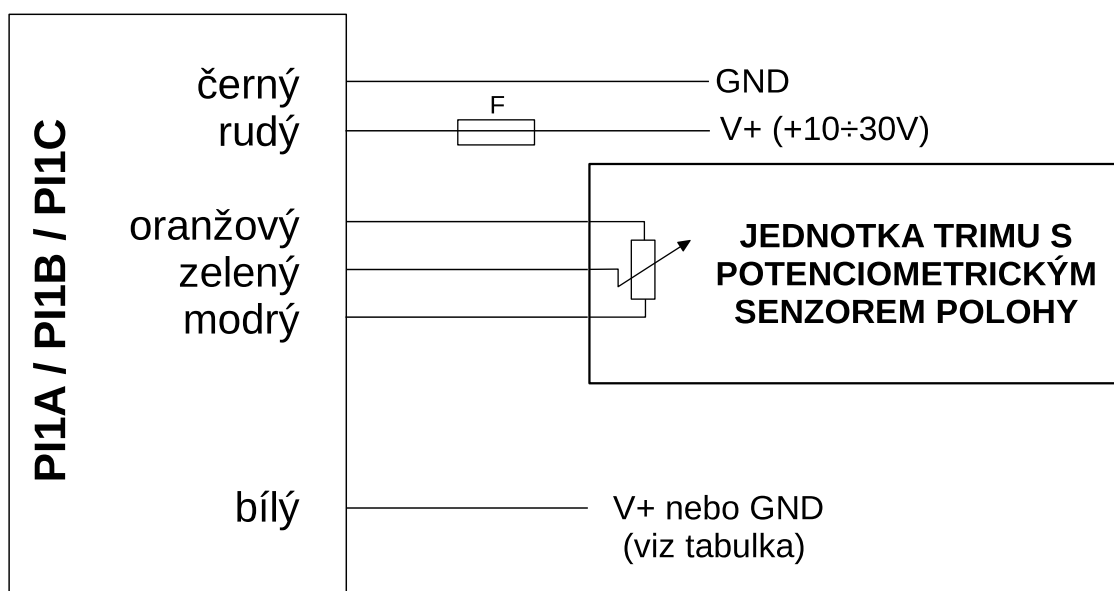 PI1A / PI1B / PI1C
černý
GND
F
rudý
V+ (+10÷30V)
oranžový
zelený
modrý
JEDNOTKA TRIMU S
POTENCIOMETRICKÝM
SENZOREM POLOHY
bílý
V+ nebo GND
(viz tabulka)